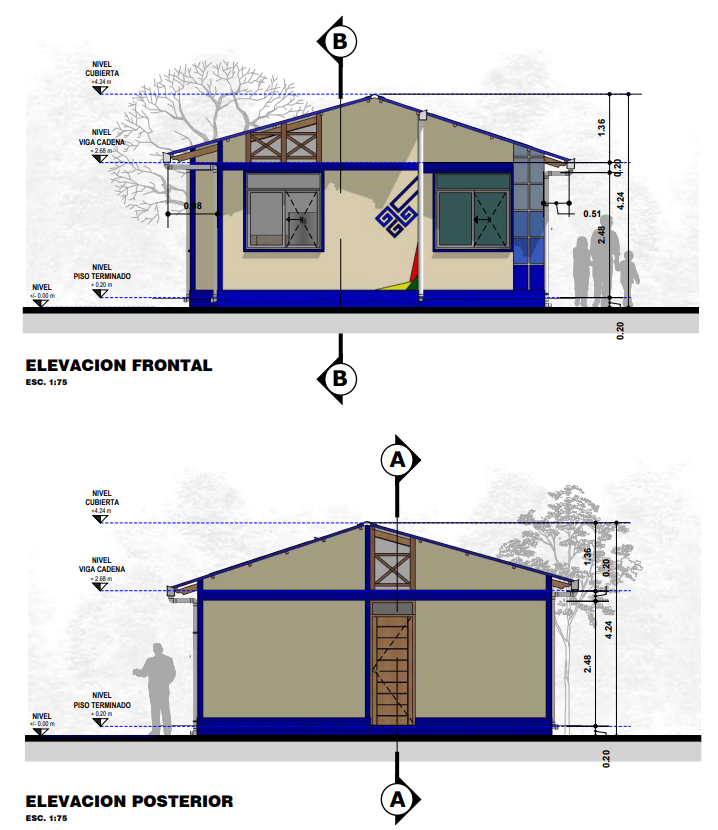 B
NIVEL
CUBIERTA
+4.24 m
1.36
NIVEL
VIGA CADENA
+ 2.68 m
0.20
4.24
0.98
0.51
2.48
NIVEL
PISO TERMINADO
+ 0.20 m
NIVEL
+/- 0.00 m
0.20
ELEVACION FRONTAL
ESC. 1:75
B
A
NIVEL
CUBIERTA
+4.24 m
1.36
0.20
NIVEL
VIGA CADENA
+ 2.68 m
4.24
2.48
NIVEL
PISO TERMINADO
+ 0.20 m
NIVEL
+/- 0.00 m
0.20
ELEVACION POSTERIOR
ESC. 1:75
A